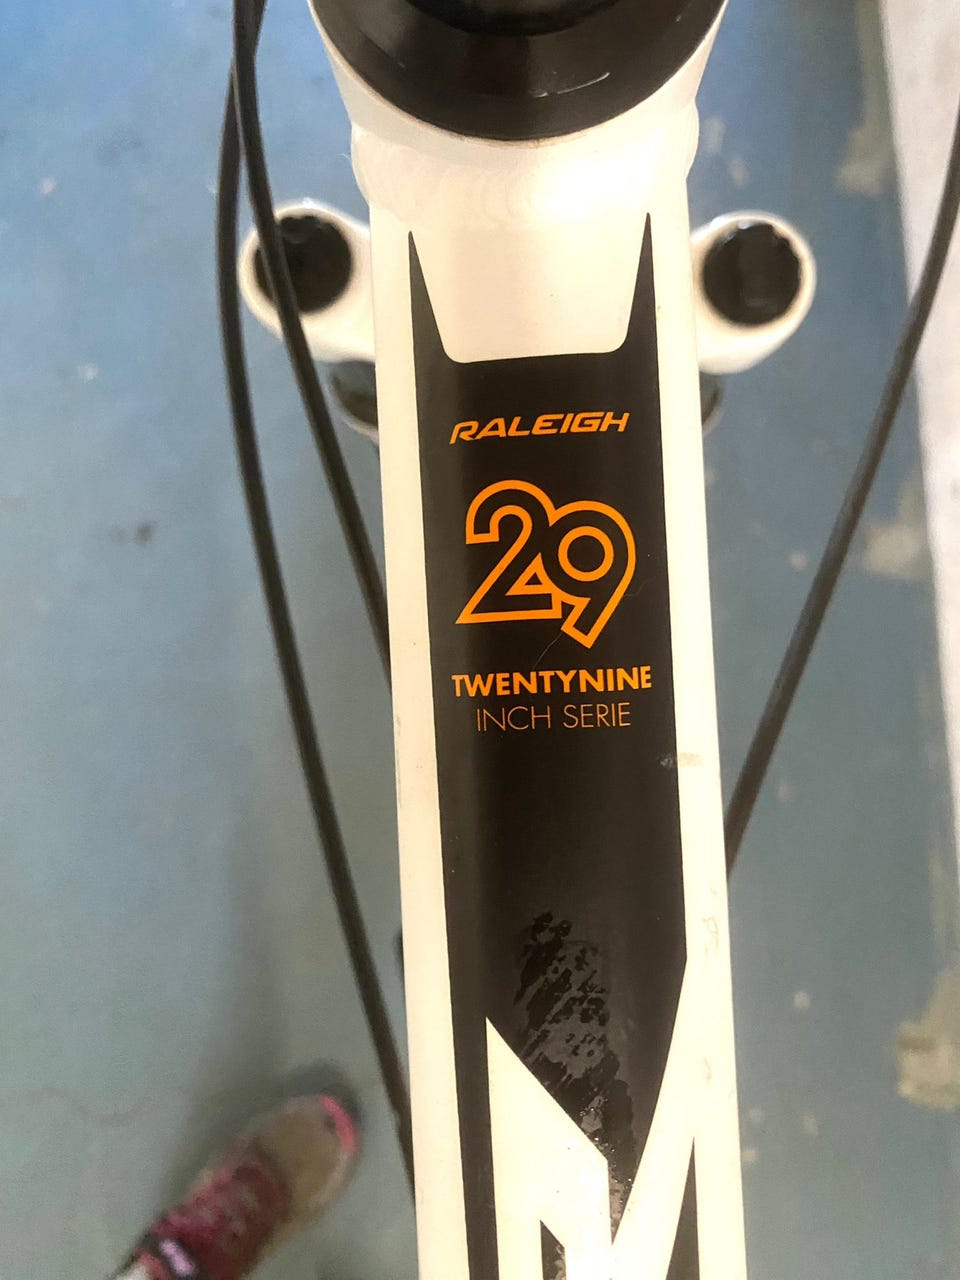 RALEIGH
29
TWENTYNINE
INCH SERIE